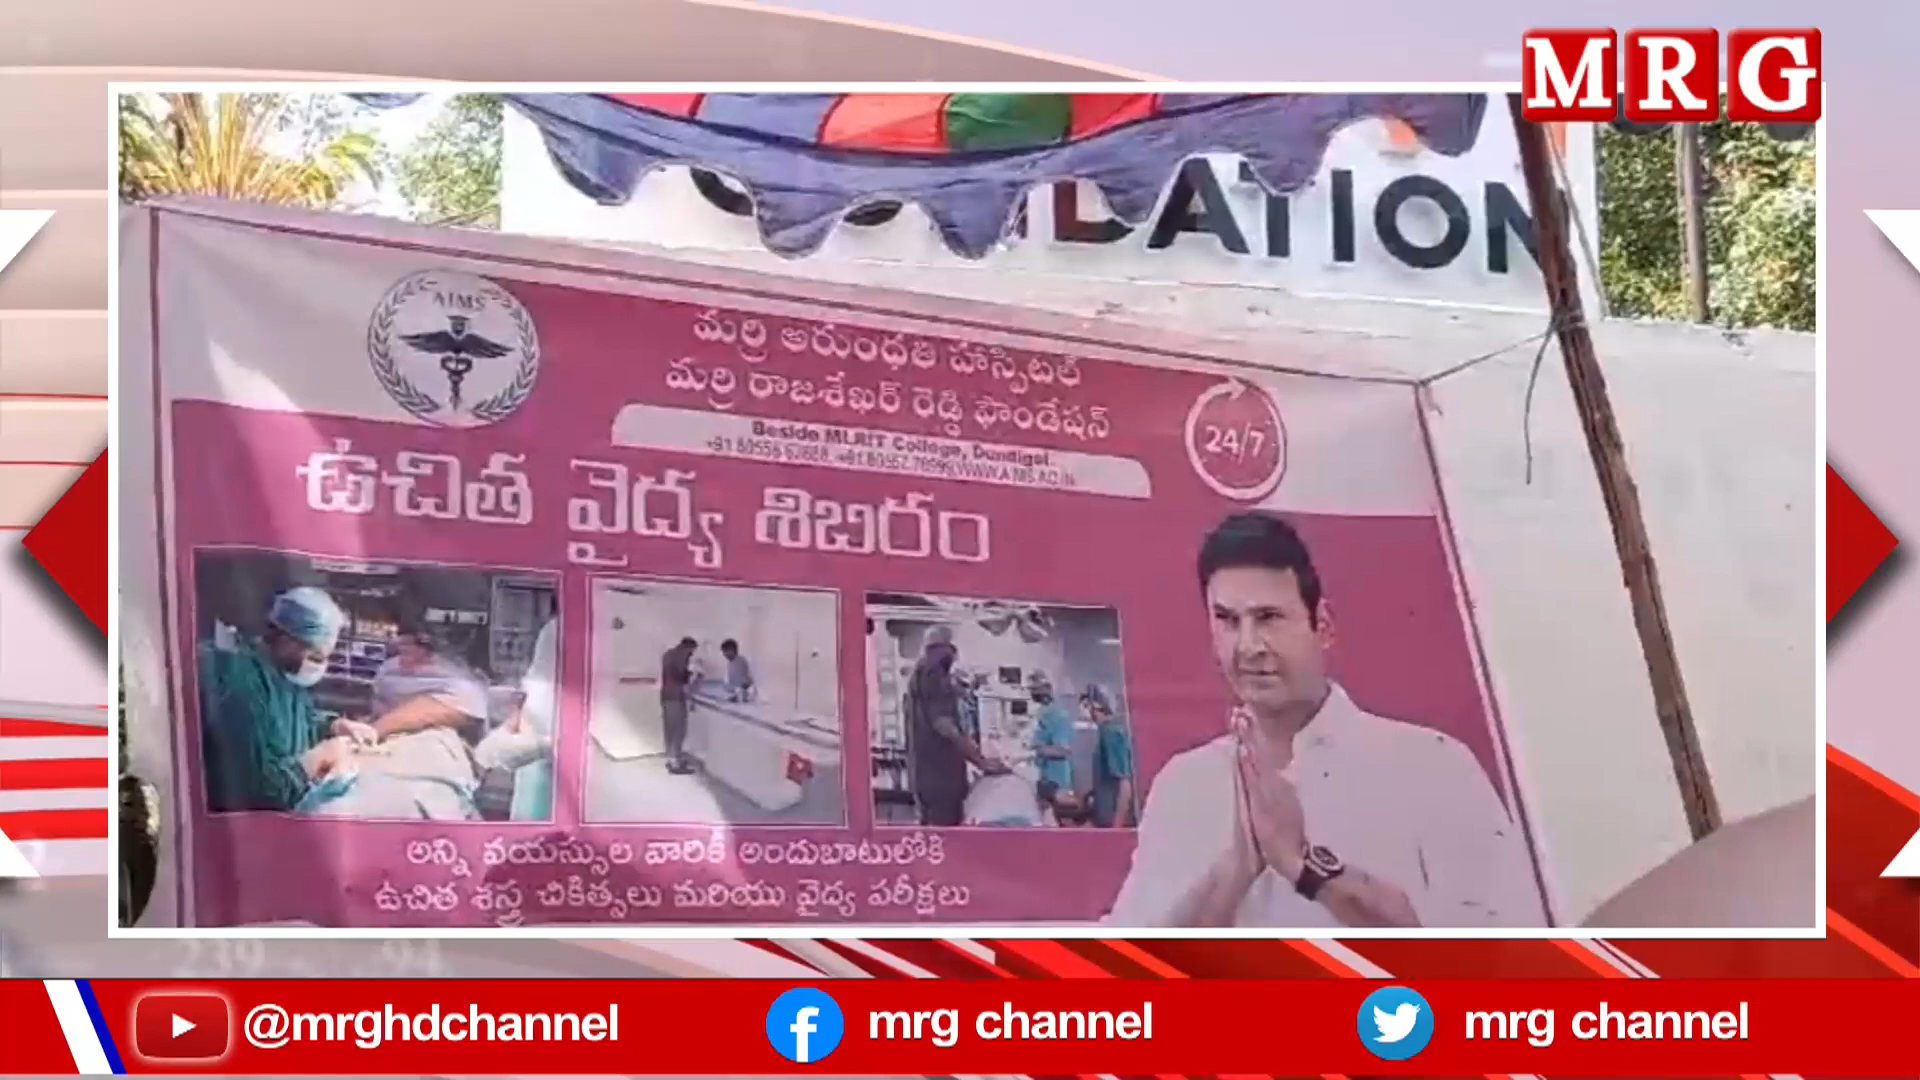 MRG
DATION
AIMS
మర్రి అరుంధతి హాస్పిటల్
మర్రి రాజశేఖర్ రెడ్డి ఫౌండేషన్
Beside MLRIT College, Dundigal.
24/7
ఉచిత వైద్య శిబిరం
అన్ని వయస్సుల వారికి అందుబాటులోకి
ఉచిత శస్త్ర చికిత్సలు మరియు వైద్య పరీక్షలు
@mrghdchannel
mrg channel
mrg channel